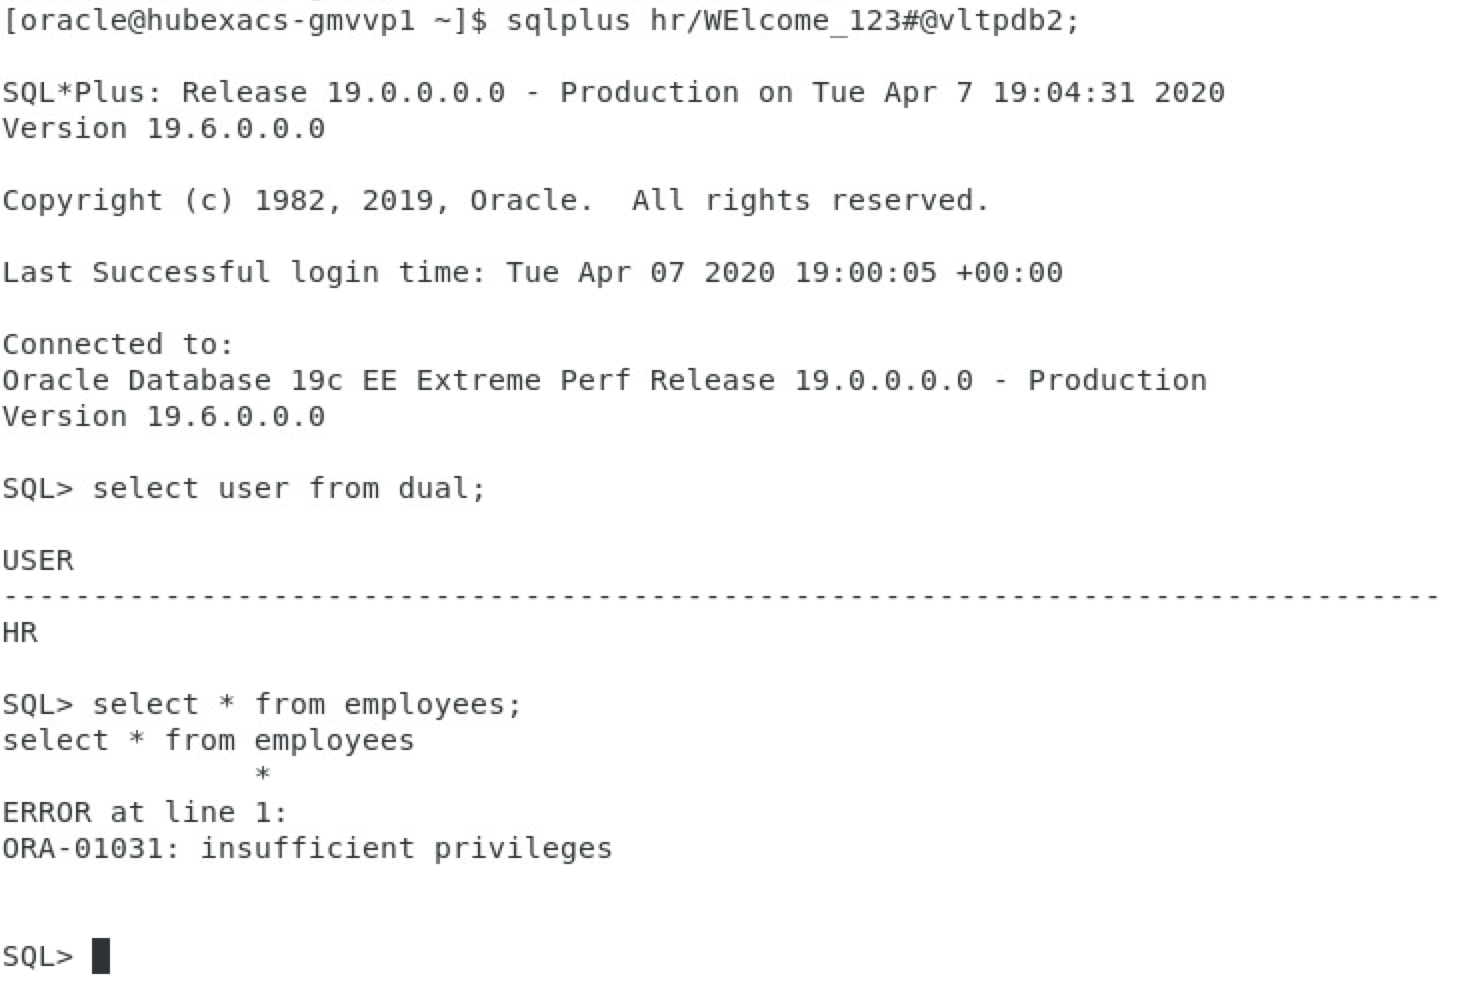 [oracle@hubexacs-gmvvp1 ~]$ sqlplus hr/WElcome_123#@vltpdb2;
SQL*Plus: Release 19.0.0.0.0 - Production on Tue Apr 7 19:04:31 2020
Version 19.6.0.0.0
Copyright (c) 1982, 2019, Oracle.  All rights reserved.
Last Successful login time: Tue Apr 07 2020 19:00:05 +00:00
Connected to:
Oracle Database 19c EE Extreme Perf Release 19.0.0.0.0 - Production
Version 19.6.0.0.0
SQL> select user from dual;
USER
--------------------------------------------------------------------------------
HR
SQL> select * from employees;
select * from employees
              *
ERROR at line 1:
ORA-01031: insufficient privileges
SQL>